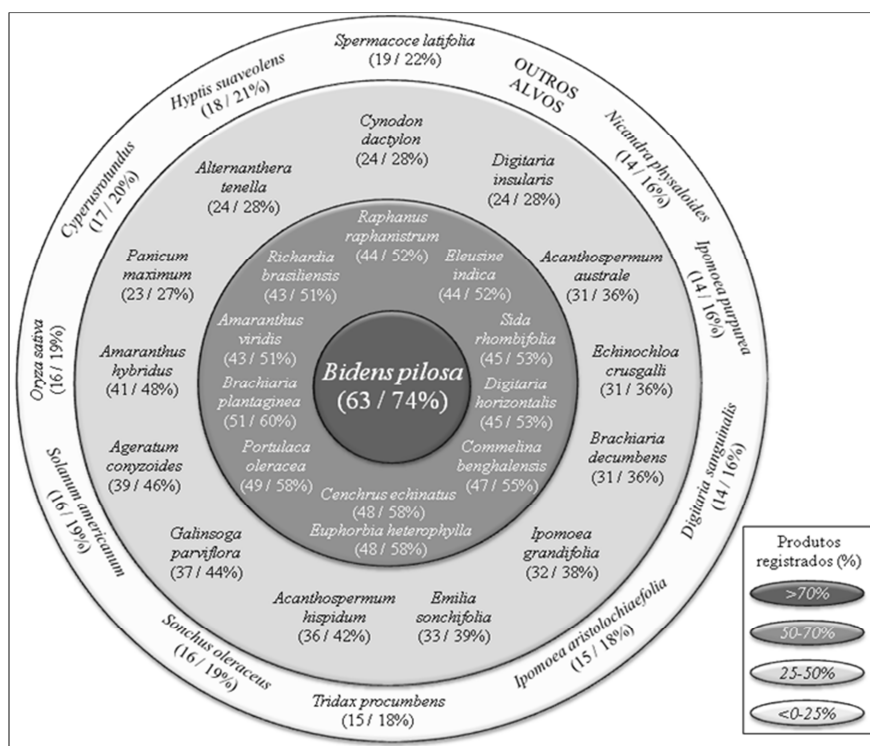 Spermacoce latifolia
(19 / 22%)
OUTROS
ALVOS
Nicandra physaloides
(14 / 16%)
Ipomoea purpurea
(14 / 16%)
Digitaria sanguinalis
(14 / 16%)
Ipomoea aristolochiaefolia
(15 / 18%)
Tridax procumbens
(15 / 18%)
Sonchus oleraceus
(16 / 19%)
Solanum americanum
(16 / 19%)
Oryza sativa
(16 / 19%)
Cyperusrotundus
(17 / 20%)
Hyptis suaveolens
(18 / 21%)
Cynodon
dactylon
(24 / 28%)
Digitaria
insularis
(24 / 28%)
Acanthospermum
australe
(31 / 36%)
Echinochloa
crusgalli
(31 / 36%)
Brachiaria
decumbens
(31 / 36%)
Ipomoea
grandifolia
(32 / 38%)
Emilia
sonchifolia
(33 / 39%)
Acanthospermum
hispidum
(36 / 42%)
Galinsoga
parviflora
(37 / 44%)
Ageratum
conyzoides
(39 / 46%)
Amaranthus
hybridus
(41 / 48%)
Panicum
maximum
(23 / 27%)
Alternanthera
tenella
(24 / 28%)
Raphanus
raphanistrum
(44 / 52%)
Eleusine
indica
(44 / 52%)
Sida
rhombifolia
(45 / 53%)
Digitaria
horizontalis
(45 / 53%)
Commelina
benghalensis
(47 / 55%)
Cenchrus echinatus
(48 / 58%)
Euphorbia heterophylla
(48 / 58%)
Portulaca
oleracea
(49 / 58%)
Brachiaria
plantaginea
(51 / 60%)
Amaranthus
viridis
(43 / 51%)
Richardia
brasiliensis
(43 / 51%)
Bidens pilosa
(63 / 74%)
Produtos
registrados (%)
>70%
50-70%
25-50%
<0-25%